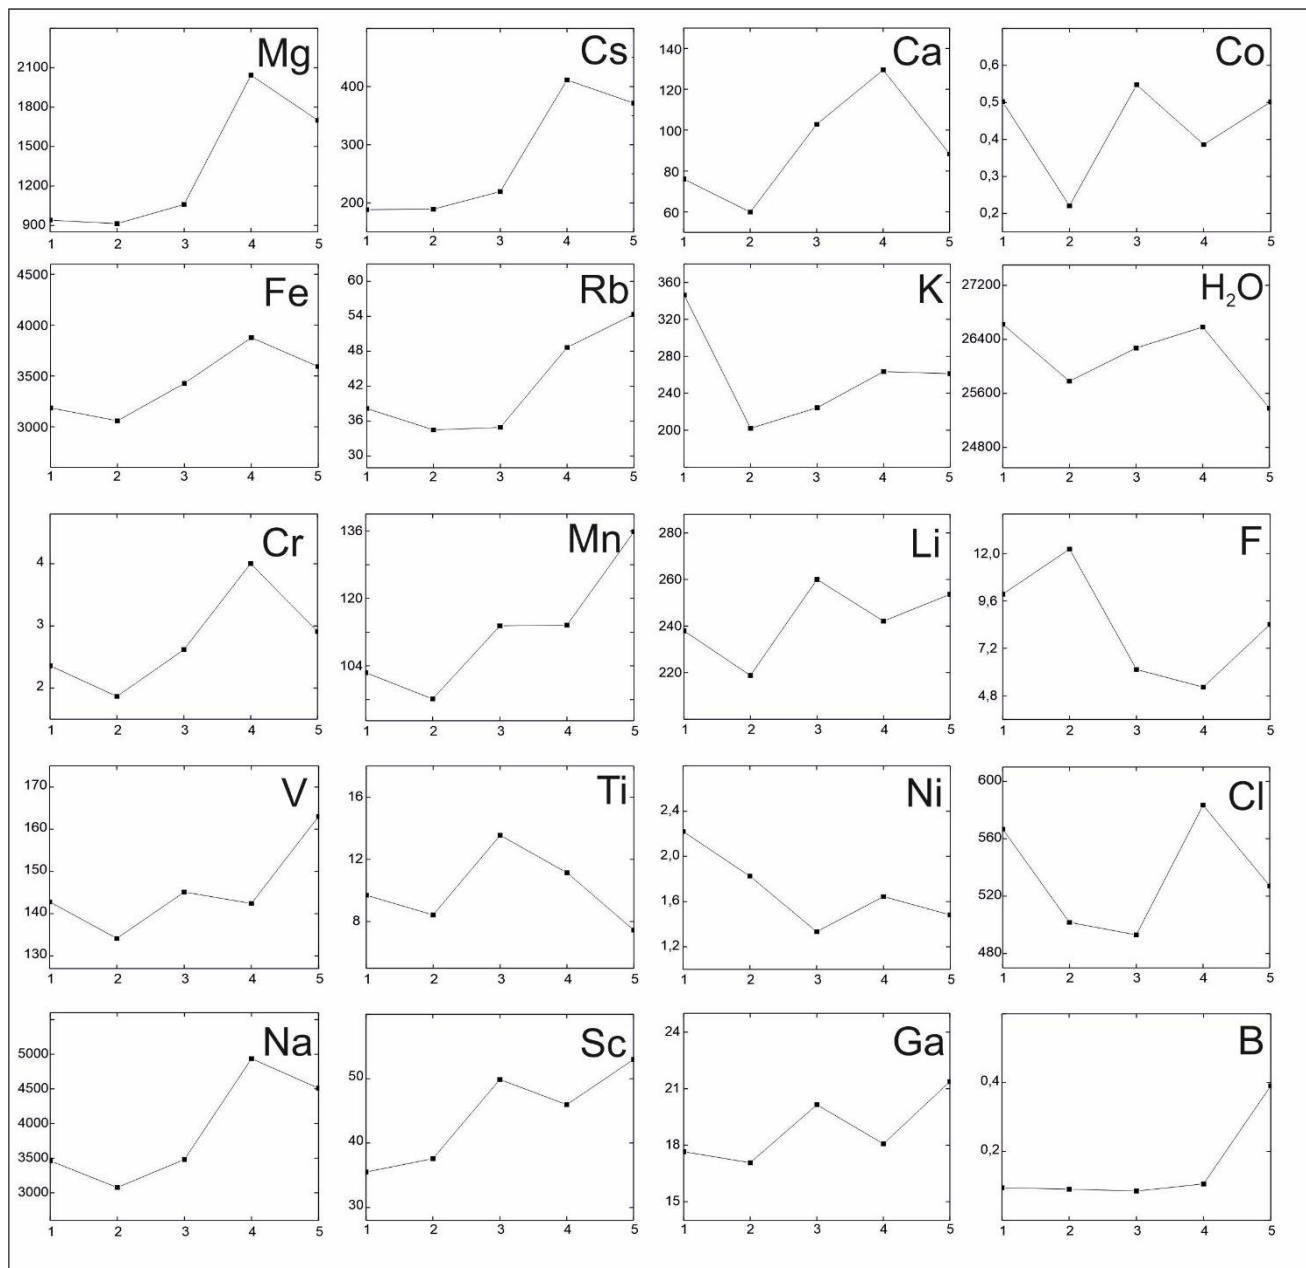 Mg
2100
1800
1200
900
1 2 3 4 5
Cs
400
300
200
1 2 3 4 5
Ca
140
120
100
80
60
1 2 3 4 5
Co
0,6
0,5
0,4
0,3
0,2
1 2 3 4 5
Fe
4500
4000
3500
3000
1 2 3 4 5
Rb
60
54
48
42
36
30
1 2 3 4 5
K
360
320
280
240
200
1 2 3 4 5
H₂O
27200
26400
25600
24800
1 2 3 4 5
Cr
4
3
2
1 2 3 4 5
Mn
136
120
104
1 2 3 4 5
Li
280
260
240
220
1 2 3 4 5
F
12,0
9,6
7,2
4,8
1 2 3 4 5
V
170
160
150
140
130
1 2 3 4 5
Ti
16
12
8
1 2 3 4 5
Ni
2,4
2,0
1,6
1,2
1 2 3 4 5
Cl
600
560
520
480
1 2 3 4 5
Na
5000
4500
4000
3500
3000
1 2 3 4 5
Sc
50
40
30
1 2 3 4 5
Ga
24
21
18
15
1 2 3 4 5
B
0,4
0,2
1 2 3 4 5